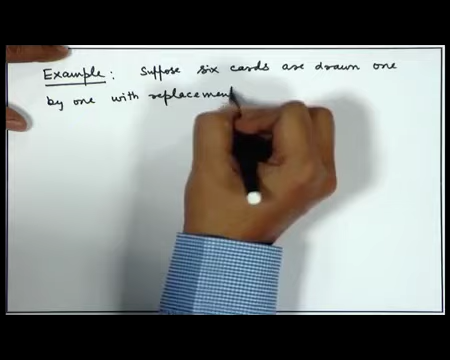 Example: Suppose six cards are drawn one
by one with replacement